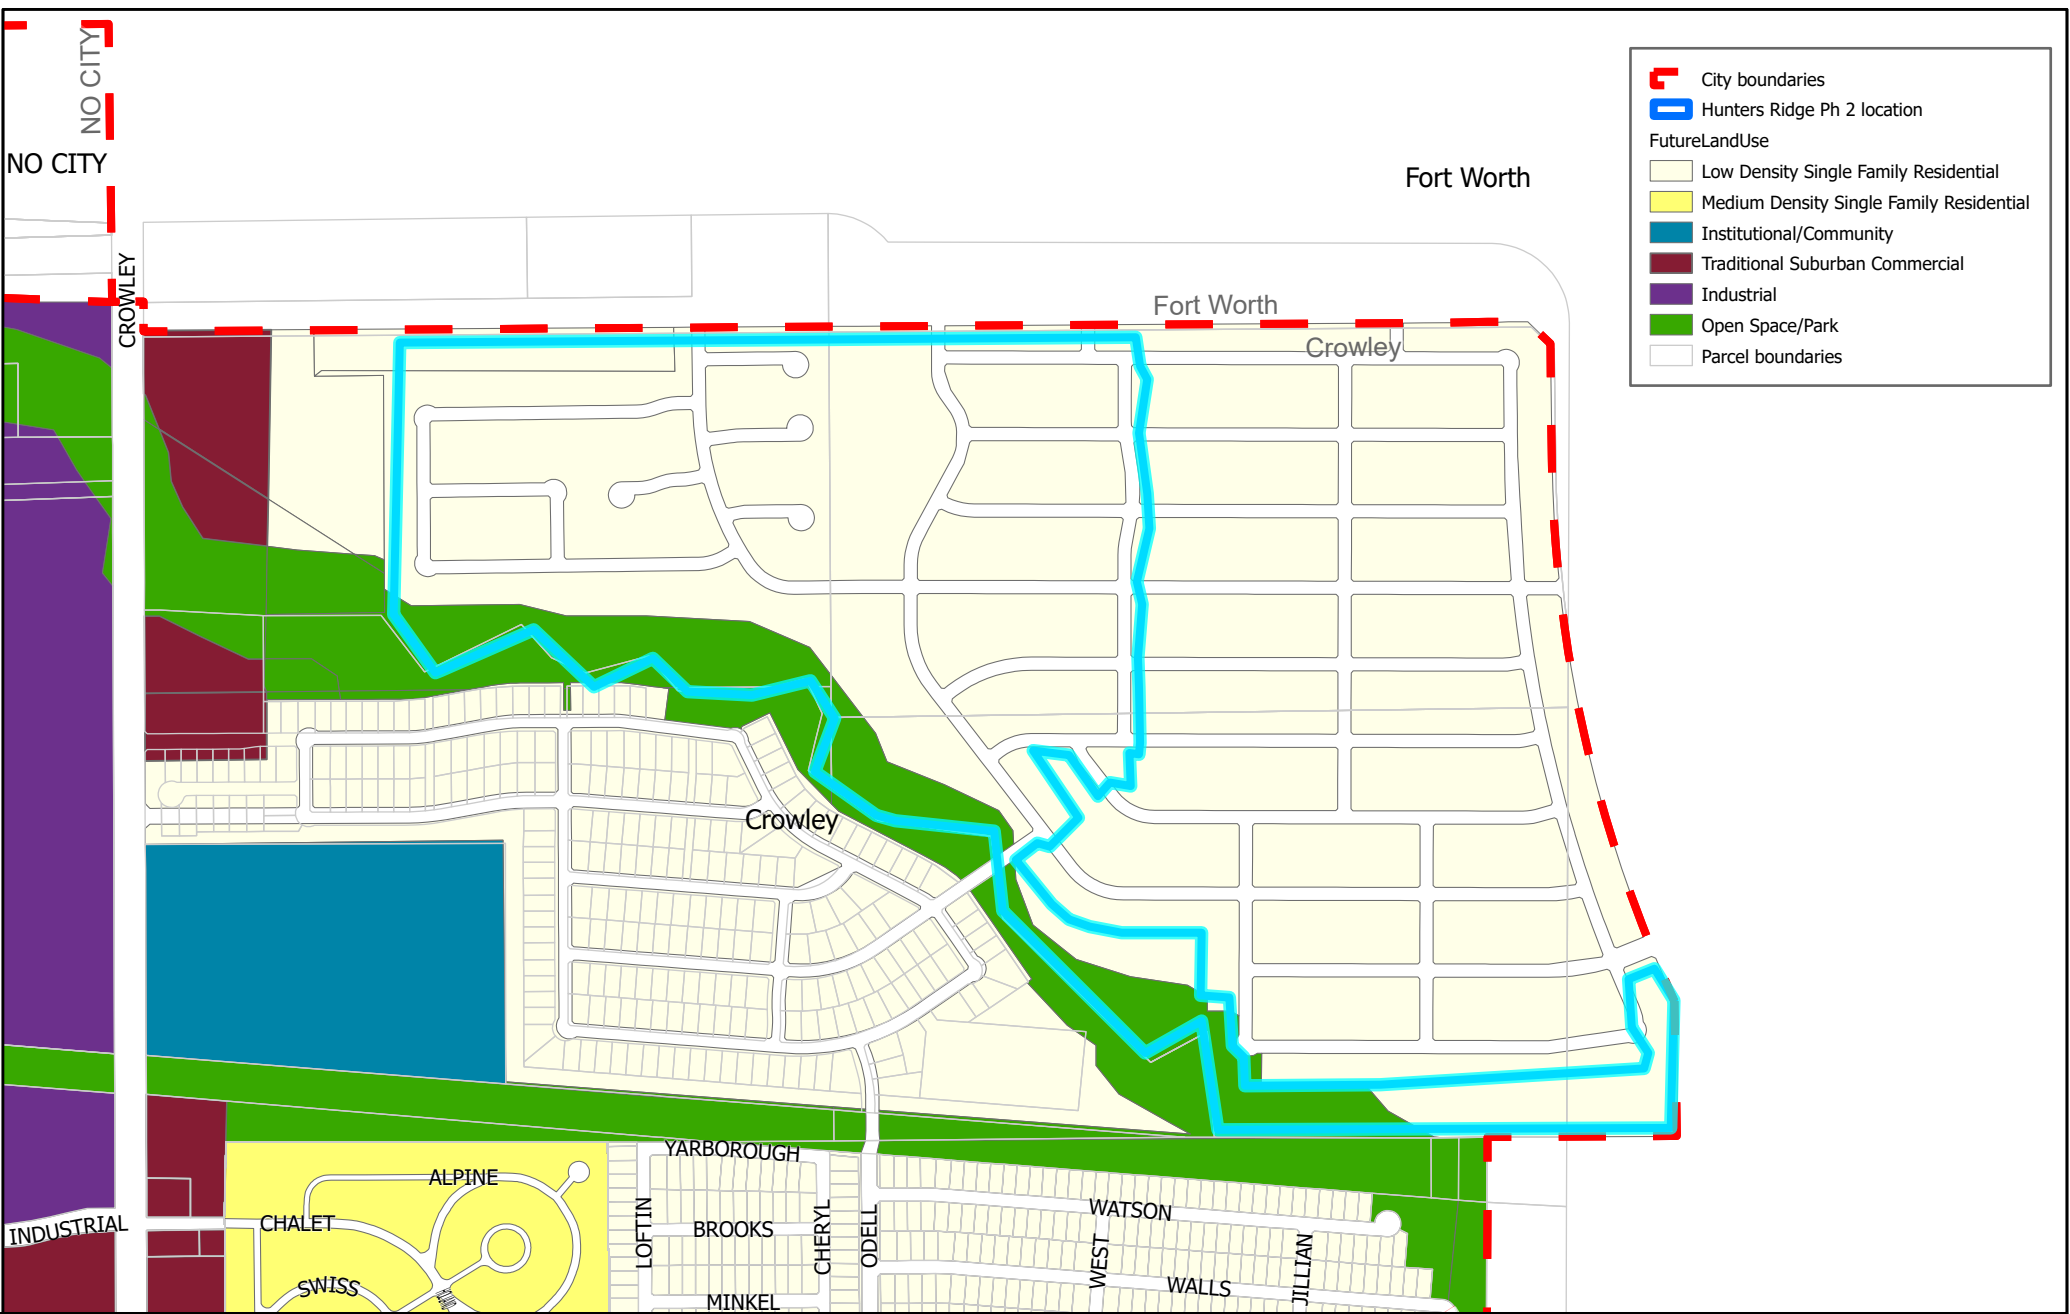 NO CITY
NO CITY
Fort Worth
City boundaries
Hunters Ridge Ph 2 location
FutureLandUse
Low Density Single Family Residential
Medium Density Single Family Residential
Institutional/Community
Traditional Suburban Commercial
Industrial
Open Space/Park
Parcel boundaries
CROWLEY
Fort Worth
Crowley
Crowley
YARBOROUGH
ALPINE
CHALET
INDUSTRIAL
SWISS
LOFTIN
BROOKS
CHERYL
ODELL
MINKEL
WATSON
WEST
WALLS
JILLIAN